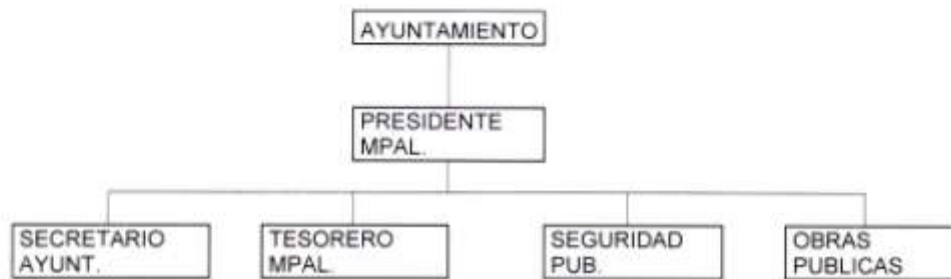 AYUNTAMIENTO
PRESIDENTE
MPAL.
SECRETARIO
AYUNT.
TESORERO
MPAL.
SEGURIDAD
PUB.
OBRAS
PUBLICAS